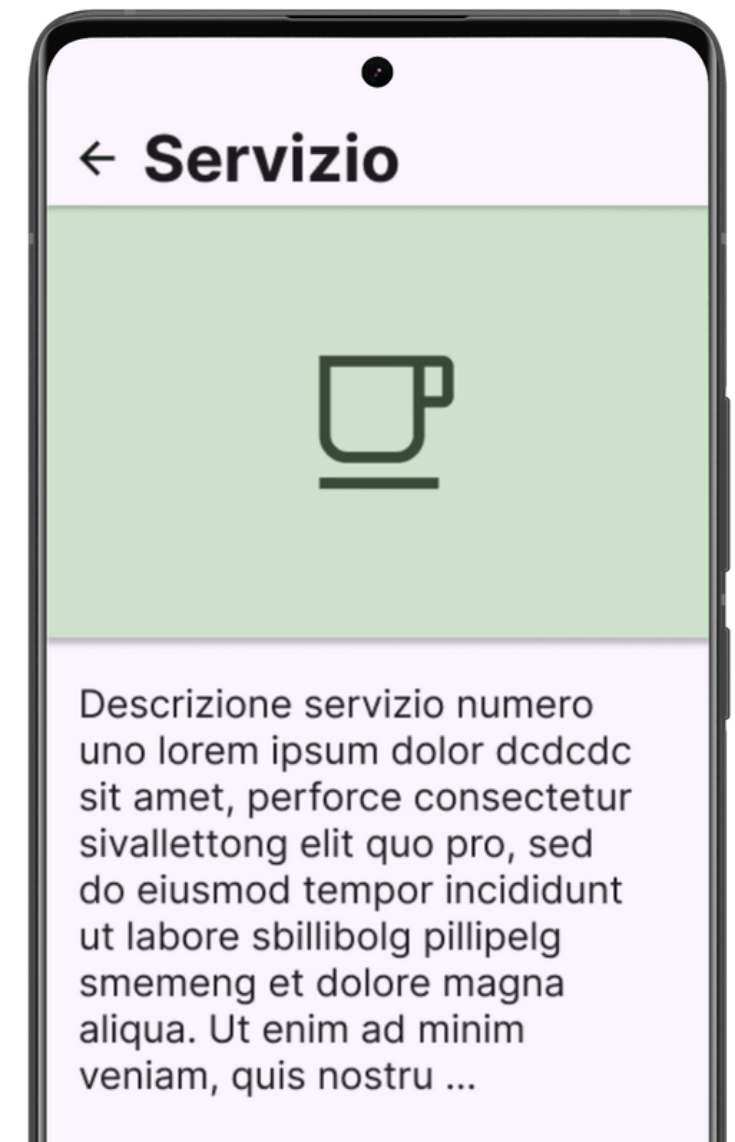 Servizio
Descrizione servizio numero
uno lorem ipsum dolor dcdcdc
sit amet, perforce consectetur
sivallettong elit quo pro, sed
do eiusmod tempor incididunt
ut labore sbillibolg pillipelg
smemeng et dolore magna
aliqua. Ut enim ad minim
veniam, quis nostru ...